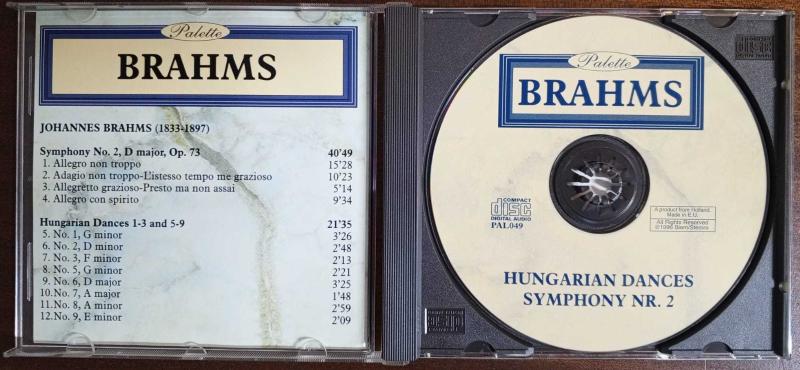 Palette
BRAHMS
JOHANNES BRAHMS (1833-1897)
Symphony No. 2, D major, Op. 73 40'49
1. Allegro non troppo 15'28
2. Adagio non troppo-L'istesso tempo me grazioso 10'23
3. Allegretto grazioso-Presto ma non assai 5'14
4. Allegro con spirito 9'34
Hungarian Dances 1-3 and 5-9 21'35
5. No. 1, G minor 3'26
6. No. 2, D minor 2'48
7. No. 3, F minor 2'13
8. No. 5, G minor 2'21
9. No. 6, D major 3'25
10. No. 7, A major 1'48
11. No. 8, A minor 2'59
12.No. 9, E minor 2'09
Palette
BRAHMS
COMPACT
disc
DIGITAL AUDIO
PAL049
A product from Holland.
Made in E.U.
All Rights Reserved
©1996 Biem/Stemra
HUNGARIAN DANCES
SYMPHONY NR. 2
disc
disc